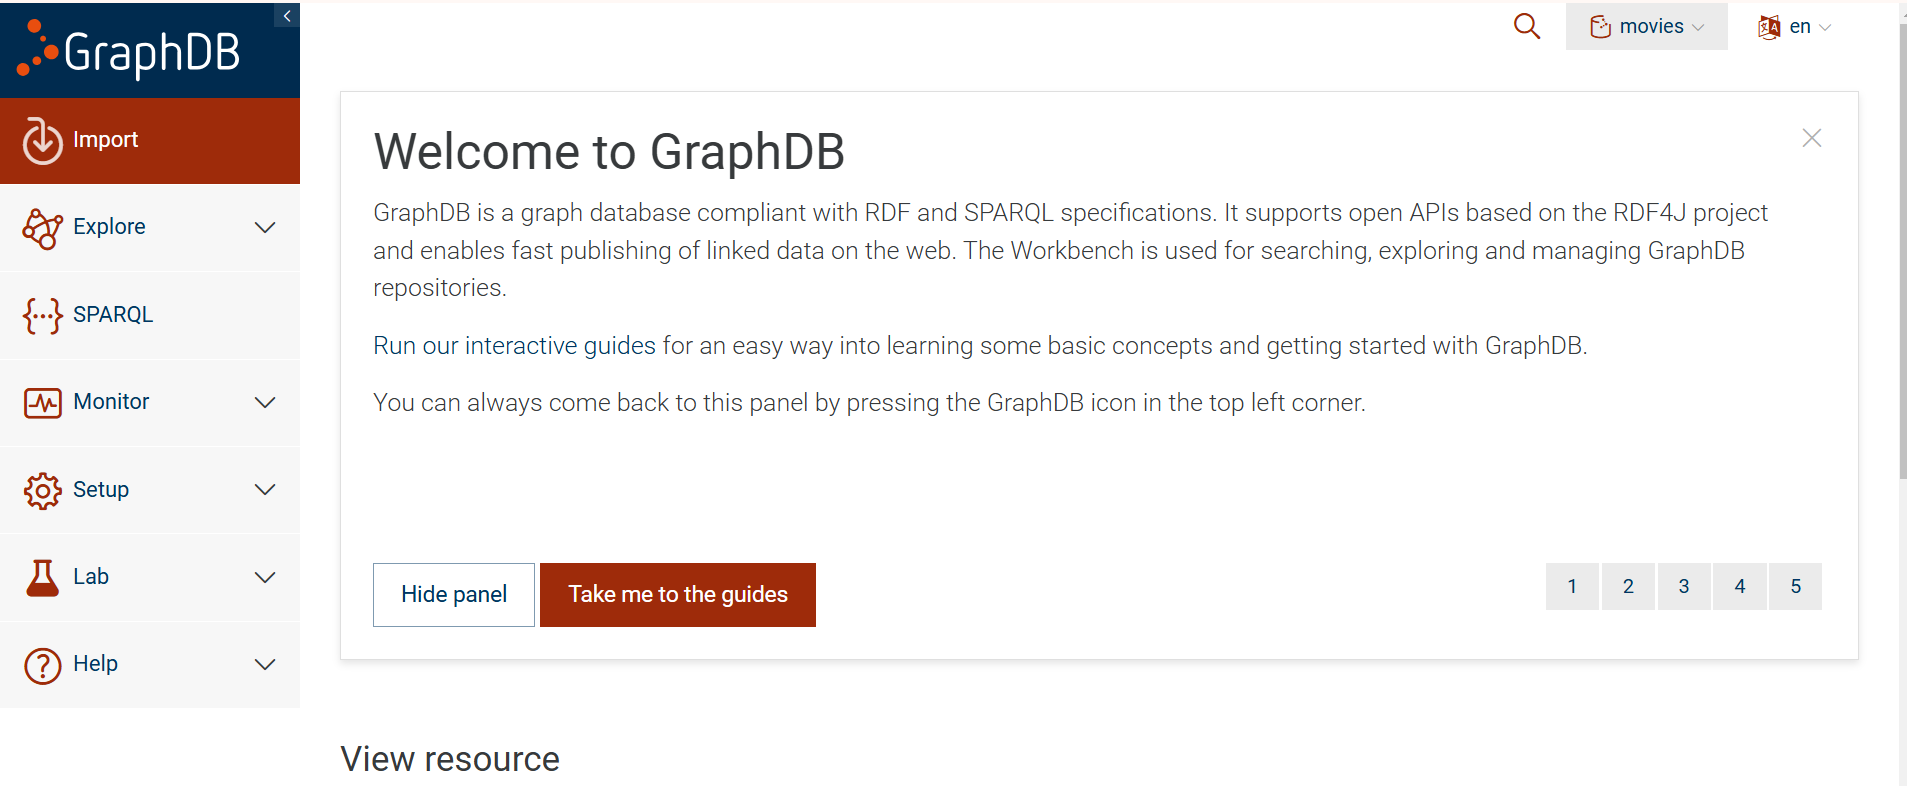 GraphDB
movies
en
Import
Explore
SPARQL
Monitor
Setup
Lab
Help
Welcome to GraphDB
GraphDB is a graph database compliant with RDF and SPARQL specifications. It supports open APIs based on the RDF4J project
and enables fast publishing of linked data on the web. The Workbench is used for searching, exploring and managing GraphDB
repositories.
Run our interactive guides for an easy way into learning some basic concepts and getting started with GraphDB.
You can always come back to this panel by pressing the GraphDB icon in the top left corner.
Hide panel
Take me to the guides
1 2 3 4 5
View resource